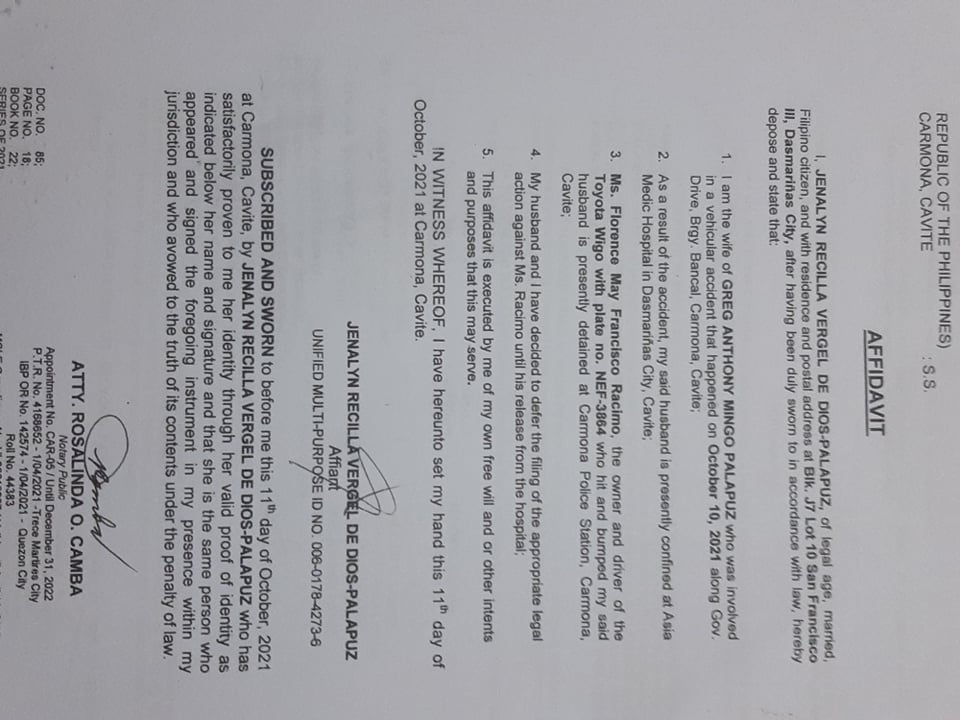 REPUBLIC OF THE PHILIPPINES)
CARMONA, CAVITE : S.S.
AFFIDAVIT
I, JENALYN RECILLA VERGEL DE DIOS-PALAPUZ, of legal age, married,
Filipino citizen, and with residence and postal address at Blk. J7 Lot 10 San Francisco
III, Dasmariñas City, after having been duly sworn to in accordance with law, hereby
depose and state that:
1. I am the wife of GREG ANTHONY MINGO PALAPUZ who was involved
in a vehicular accident that happened on October 10, 2021 along Gov.
Drive, Brgy. Bancal, Carmona, Cavite;
2. As a result of the accident, my said husband is presently confined at Asia
Medic Hospital in Dasmariñas City, Cavite;
3. Ms. Florence May Francisco Racimo, the owner and driver of the
Toyota Wigo with plate no. NEF-3864 who hit and bumped my said
husband is presently detained at Carmona Police Station, Carmona,
Cavite;
4. My husband and I have decided to defer the filing of the appropriate legal
action against Ms. Racimo until his release from the hospital;
5. This affidavit is executed by me of my own free will and or other intents
and purposes that this may serve.
IN WITNESS WHEREOF, I have hereunto set my hand this 11th day of
October, 2021 at Carmona, Cavite.
JENALYN RECILLA VERGEL DE DIOS-PALAPUZ
Affiant
UNIFIED MULTI-PURPOSE ID NO. 006-0178-4273-6
SUBSCRIBED AND SWORN to before me this 11th day of October, 2021
at Carmona, Cavite, by JENALYN RECILLA VERGEL DE DIOS-PALAPUZ who has
satisfactorily proven to me her identity through her valid proof of identity as
indicated below her name and signature and that she is the same person who
appeared and signed the foregoing instrument in my presence within my
jurisdiction and who avowed to the truth of its contents under the penalty of law.
ATTY. ROSALINDA O. CAMBA
Notary Public
Appointment No. CAR-05 / Until December 31, 2022
P.T.R. No. 4168652 - 1/04/2021 -Trece Martires City
IBP OR No. 142574 - 1/04/2021 - Quezon City
Roll No. 44383
DOC. NO. 85;
PAGE NO. 18;
BOOK NO. 22;
SERIES OF 2021